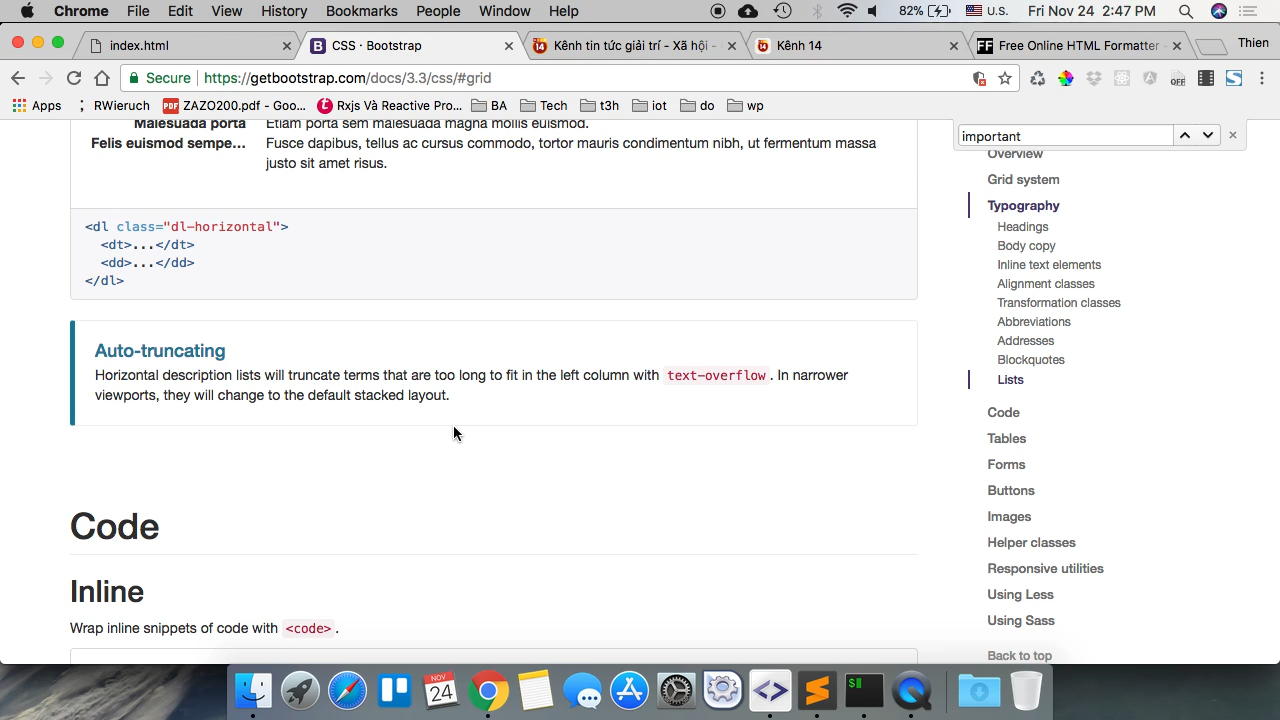 Chrome File Edit View History Bookmarks People Window Help 82% U.S. Fri Nov 24 2:47 PM
index.html CSS · Bootstrap Kênh tin tức giải trí - Xã hội - Kênh 14 Free Online HTML Formatter - Thien
Secure https://getbootstrap.com/docs/3.3/css/#grid OFF
Apps RWieruch ZAZO200.pdf - Goo... Rxjs Và Reactive Pro... BA Tech t3h iot do wp
important
Malesuada porta Etiam porta sem malesuada magna mollis euismod.
Felis euismod sempe... Fusce dapibus, tellus ac cursus commodo, tortor mauris condimentum nibh, ut fermentum massa
justo sit amet risus.
<dl class="dl-horizontal">
<dt>...</dt>
<dd>...</dd>
</dl>
Auto-truncating
Horizontal description lists will truncate terms that are too long to fit in the left column with text-overflow. In narrower
viewports, they will change to the default stacked layout.
Code
Inline
Wrap inline snippets of code with <code>.
Overview
Grid system
Typography
Headings
Body copy
Inline text elements
Alignment classes
Transformation classes
Abbreviations
Addresses
Blockquotes
Lists
Code
Tables
Forms
Buttons
Images
Helper classes
Responsive utilities
Using Less
Using Sass
Back to top
NOV
24